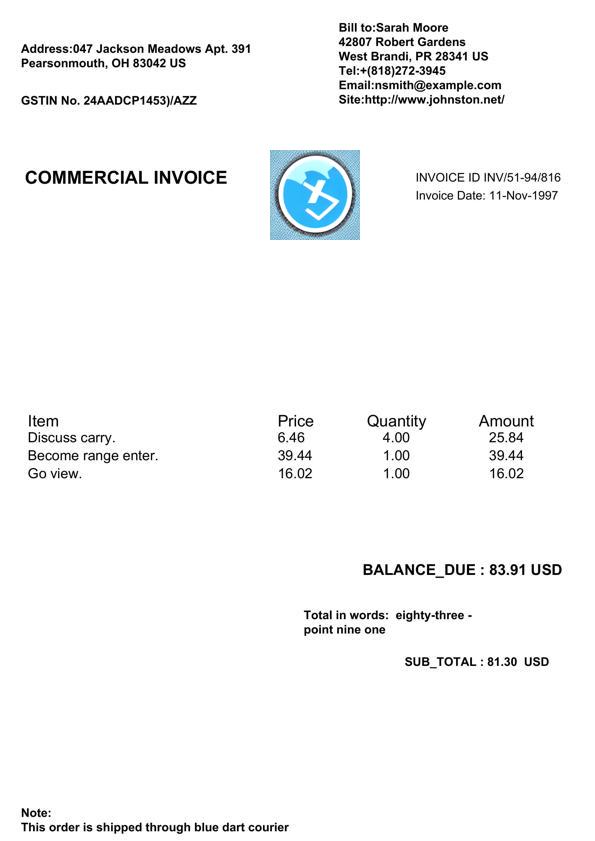 Address:047 Jackson Meadows Apt. 391
Pearsonmouth, OH 83042 US
GSTIN No. 24AADCP1453)/AZZ
Bill to:Sarah Moore
42807 Robert Gardens
West Brandi, PR 28341 US
Tel:+(818)272-3945
Email:nsmith@example.com
Site:http://www.johnston.net/
COMMERCIAL INVOICE
INVOICE ID INV/51-94/816
Invoice Date: 11-Nov-1997
Item Price Quantity Amount
Discuss carry. 6.46 4.00 25.84
Become range enter. 39.44 1.00 39.44
Go view. 16.02 1.00 16.02
BALANCE_DUE : 83.91 USD
Total in words: eighty-three -
point nine one
SUB_TOTAL : 81.30 USD
Note:
This order is shipped through blue dart courier